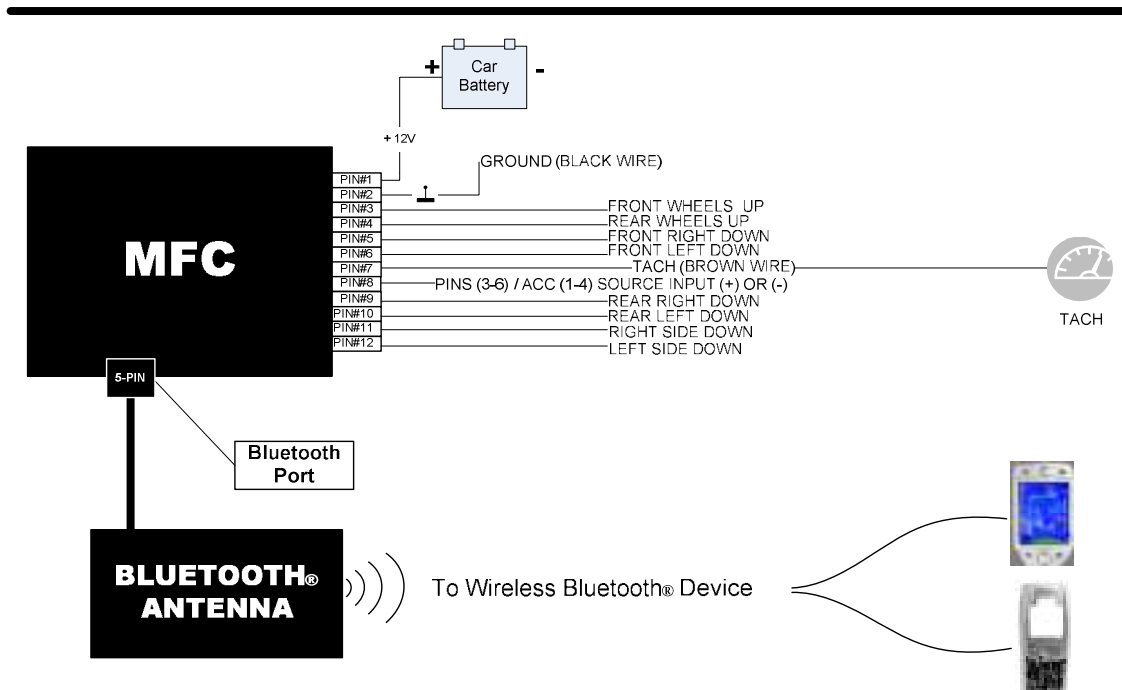 Car
Battery
+
-
+ 12V
GROUND (BLACK WIRE)
MFC
PIN#1
PIN#2
PIN#3
FRONT WHEELS UP
PIN#4
REAR WHEELS UP
PIN#5
FRONT RIGHT DOWN
PIN#6
FRONT LEFT DOWN
PIN#7
TACH (BROWN WIRE)
PIN#8
PINS (3-6) / ACC (1-4) SOURCE INPUT (+) OR (-)
PIN#9
REAR RIGHT DOWN
PIN#10
REAR LEFT DOWN
PIN#11
RIGHT SIDE DOWN
PIN#12
LEFT SIDE DOWN
TACH
5-PIN
Bluetooth
Port
BLUETOOTH®
ANTENNA
To Wireless Bluetooth® Device